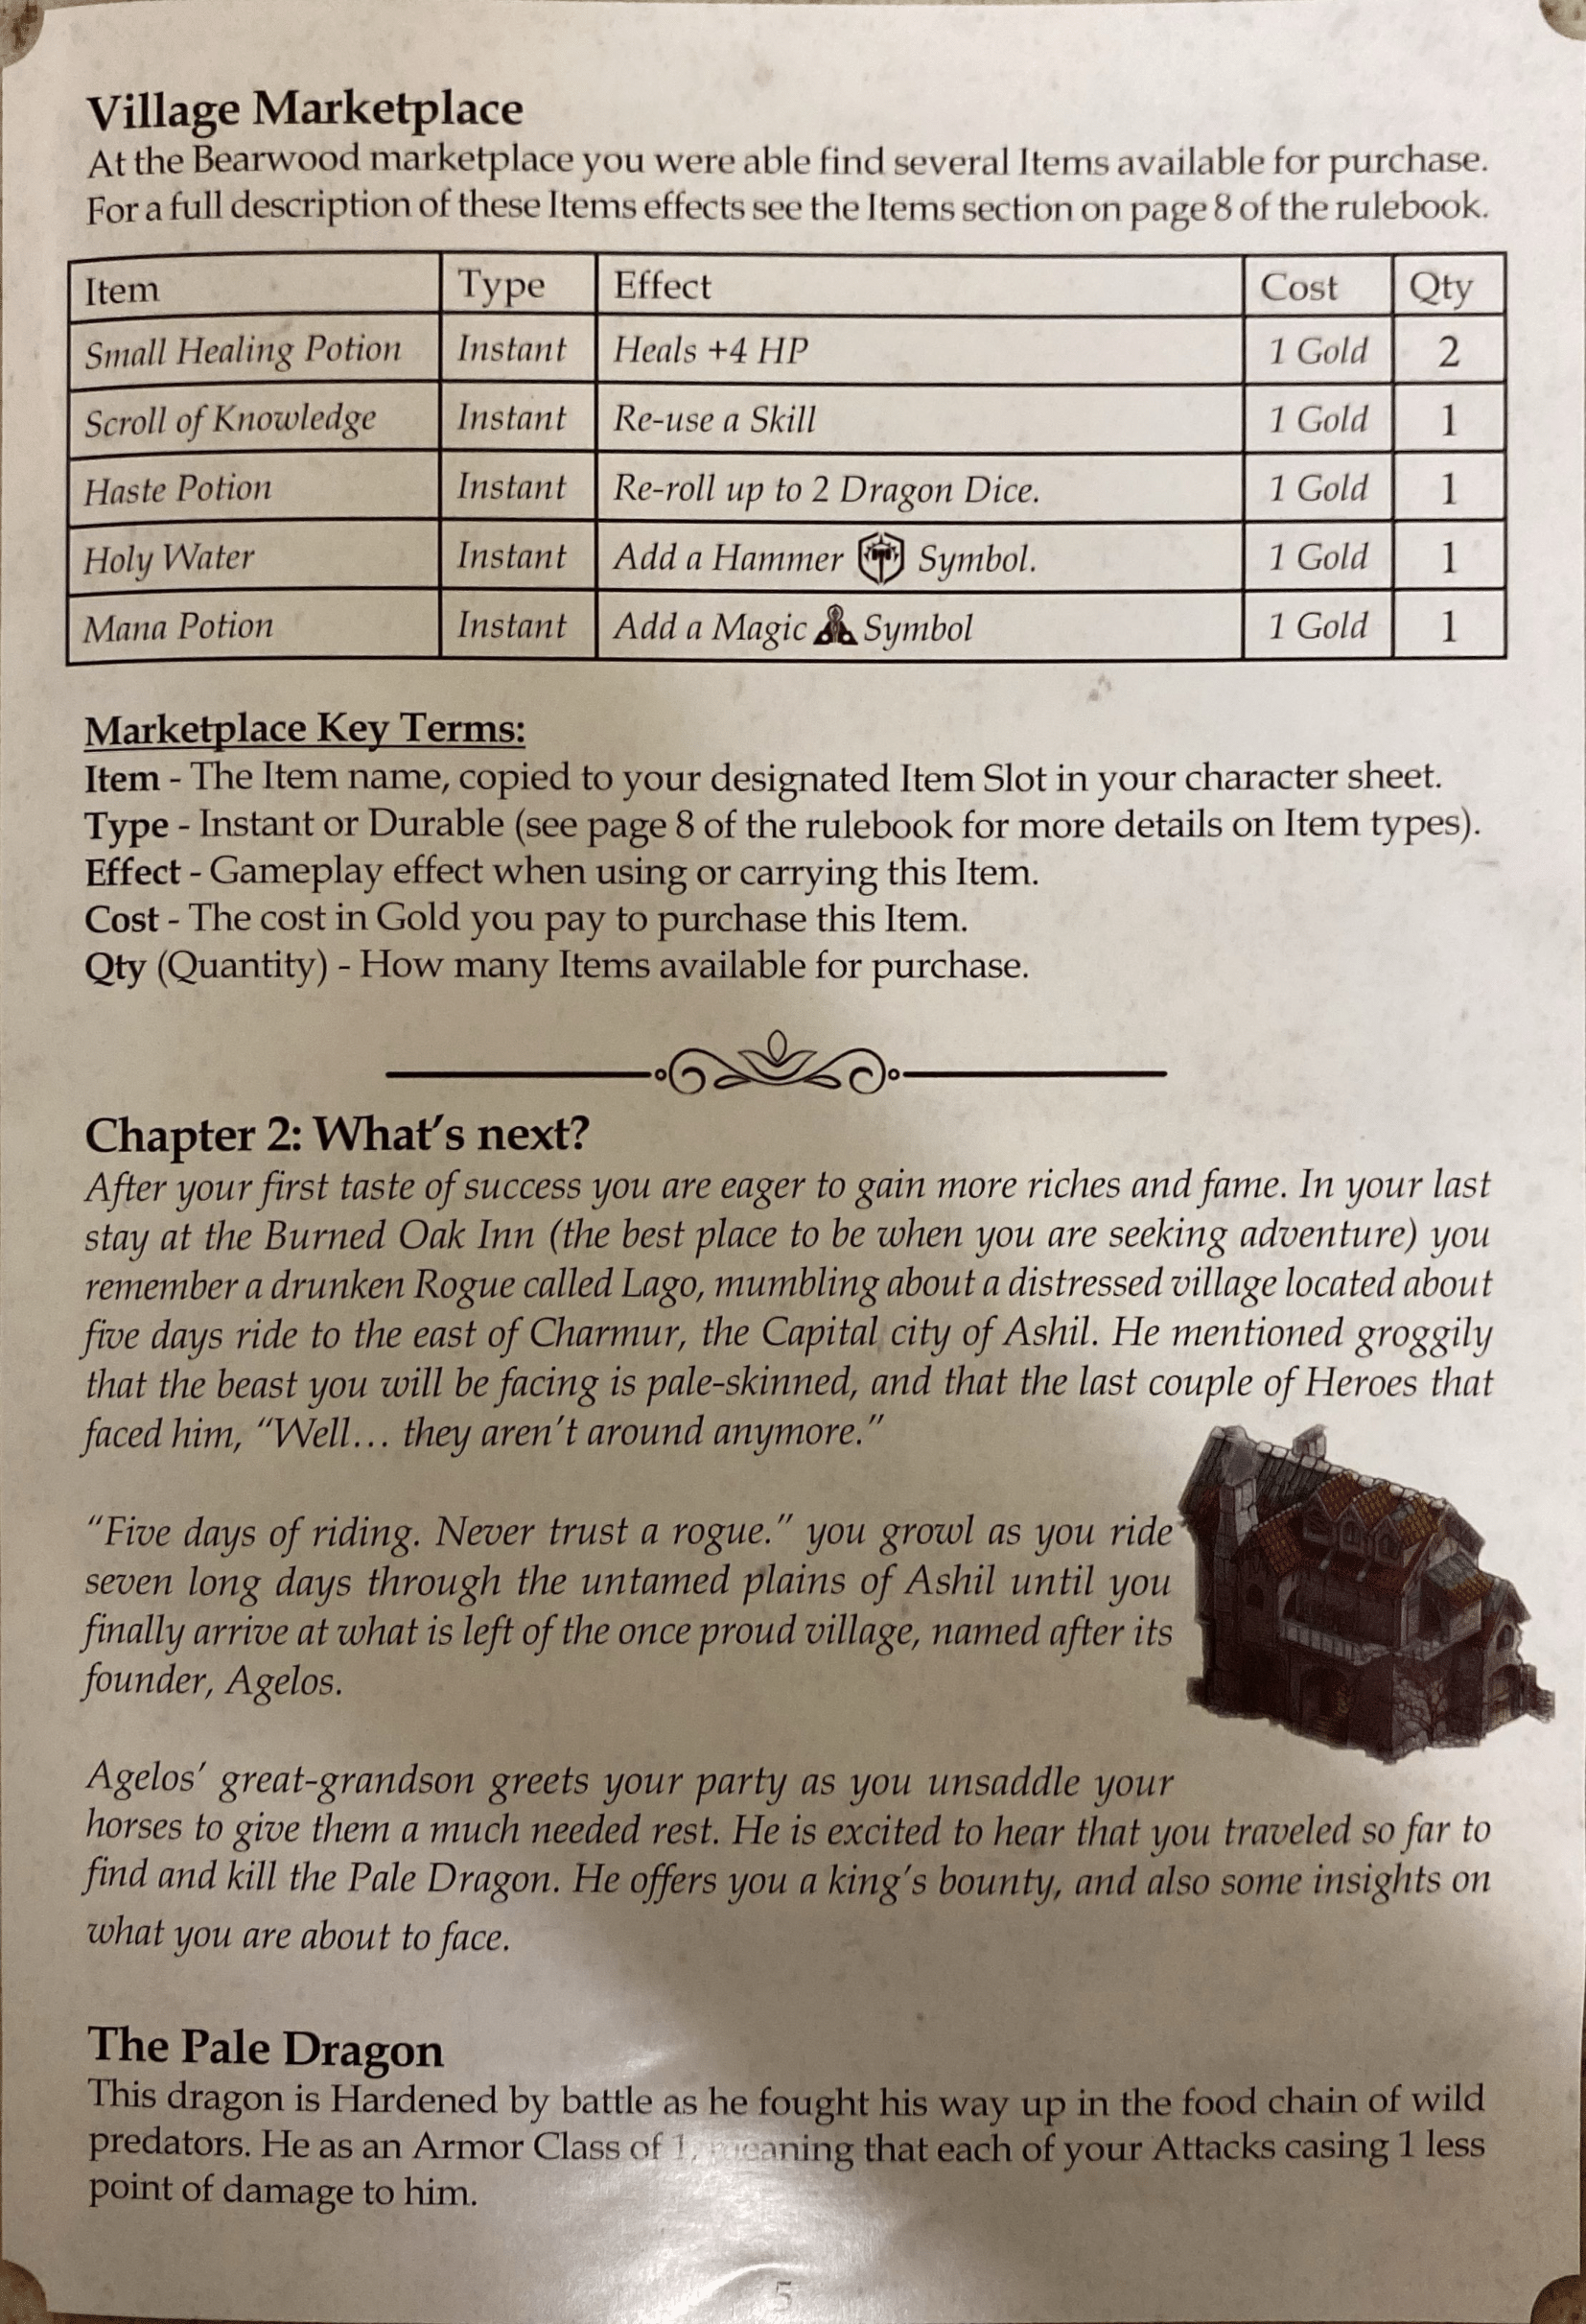 Village Marketplace
At the Bearwood marketplace you were able find several Items available for purchase.
For a full description of these Items effects see the Items section on page 8 of the rulebook.
Item Type Effect Cost Qty
Small Healing Potion Instant Heals +4 HP 1 Gold 2
Scroll of Knowledge Instant Re-use a Skill 1 Gold 1
Haste Potion Instant Re-roll up to 2 Dragon Dice. 1 Gold 1
Holy Water Instant Add a Hammer Symbol. 1 Gold 1
Mana Potion Instant Add a Magic Symbol 1 Gold 1
Marketplace Key Terms:
Item - The Item name, copied to your designated Item Slot in your character sheet.
Type - Instant or Durable (see page 8 of the rulebook for more details on Item types).
Effect - Gameplay effect when using or carrying this Item.
Cost - The cost in Gold you pay to purchase this Item.
Qty (Quantity) - How many Items available for purchase.
Chapter 2: What's next?
After your first taste of success you are eager to gain more riches and fame. In your last
stay at the Burned Oak Inn (the best place to be when you are seeking adventure) you
remember a drunken Rogue called Lago, mumbling about a distressed village located about
five days ride to the east of Charmur, the Capital city of Ashil. He mentioned groggily
that the beast you will be facing is pale-skinned, and that the last couple of Heroes that
faced him, "Well... they aren't around anymore."
"Five days of riding. Never trust a rogue." you growl as you ride
seven long days through the untamed plains of Ashil until you
finally arrive at what is left of the once proud village, named after its
founder, Agelos.
Agelos' great-grandson greets your party as you unsaddle your
horses to give them a much needed rest. He is excited to hear that you traveled so far to
find and kill the Pale Dragon. He offers you a king's bounty, and also some insights on
what you are about to face.
The Pale Dragon
This dragon is Hardened by battle as he fought his way up in the food chain of wild
predators. He as an Armor Class of 1, meaning that each of your Attacks casing 1 less
point of damage to him.
5